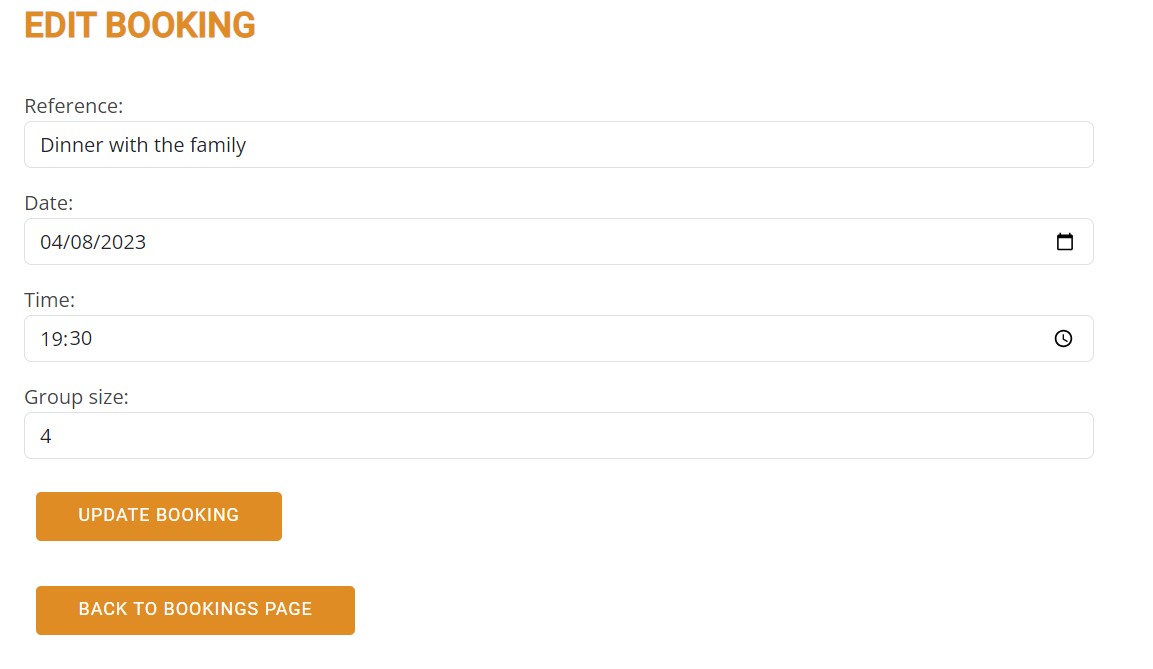 EDIT BOOKING
Reference:
Dinner with the family
Date:
04/08/2023
Time:
19:30
Group size:
4
UPDATE BOOKING
BACK TO BOOKINGS PAGE